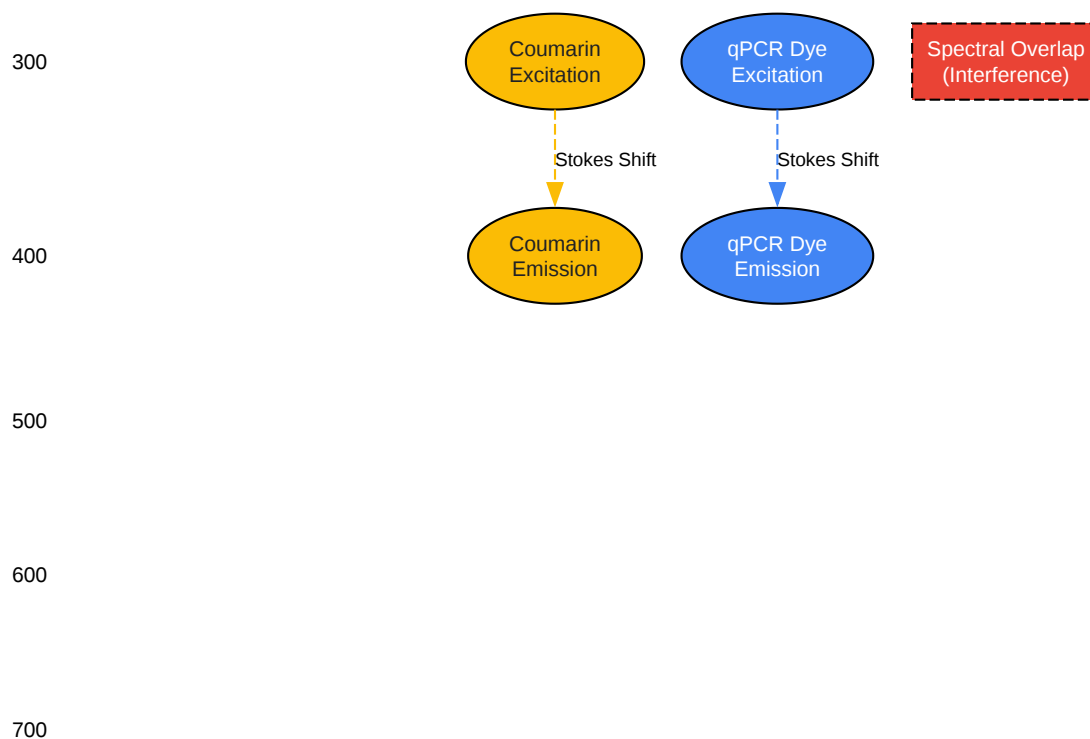 300
Coumarin
Excitation
qPCR Dye
Excitation
Spectral Overlap
(Interference)
Stokes Shift
Stokes Shift
400
Coumarin
Emission
qPCR Dye
Emission
500
600
700